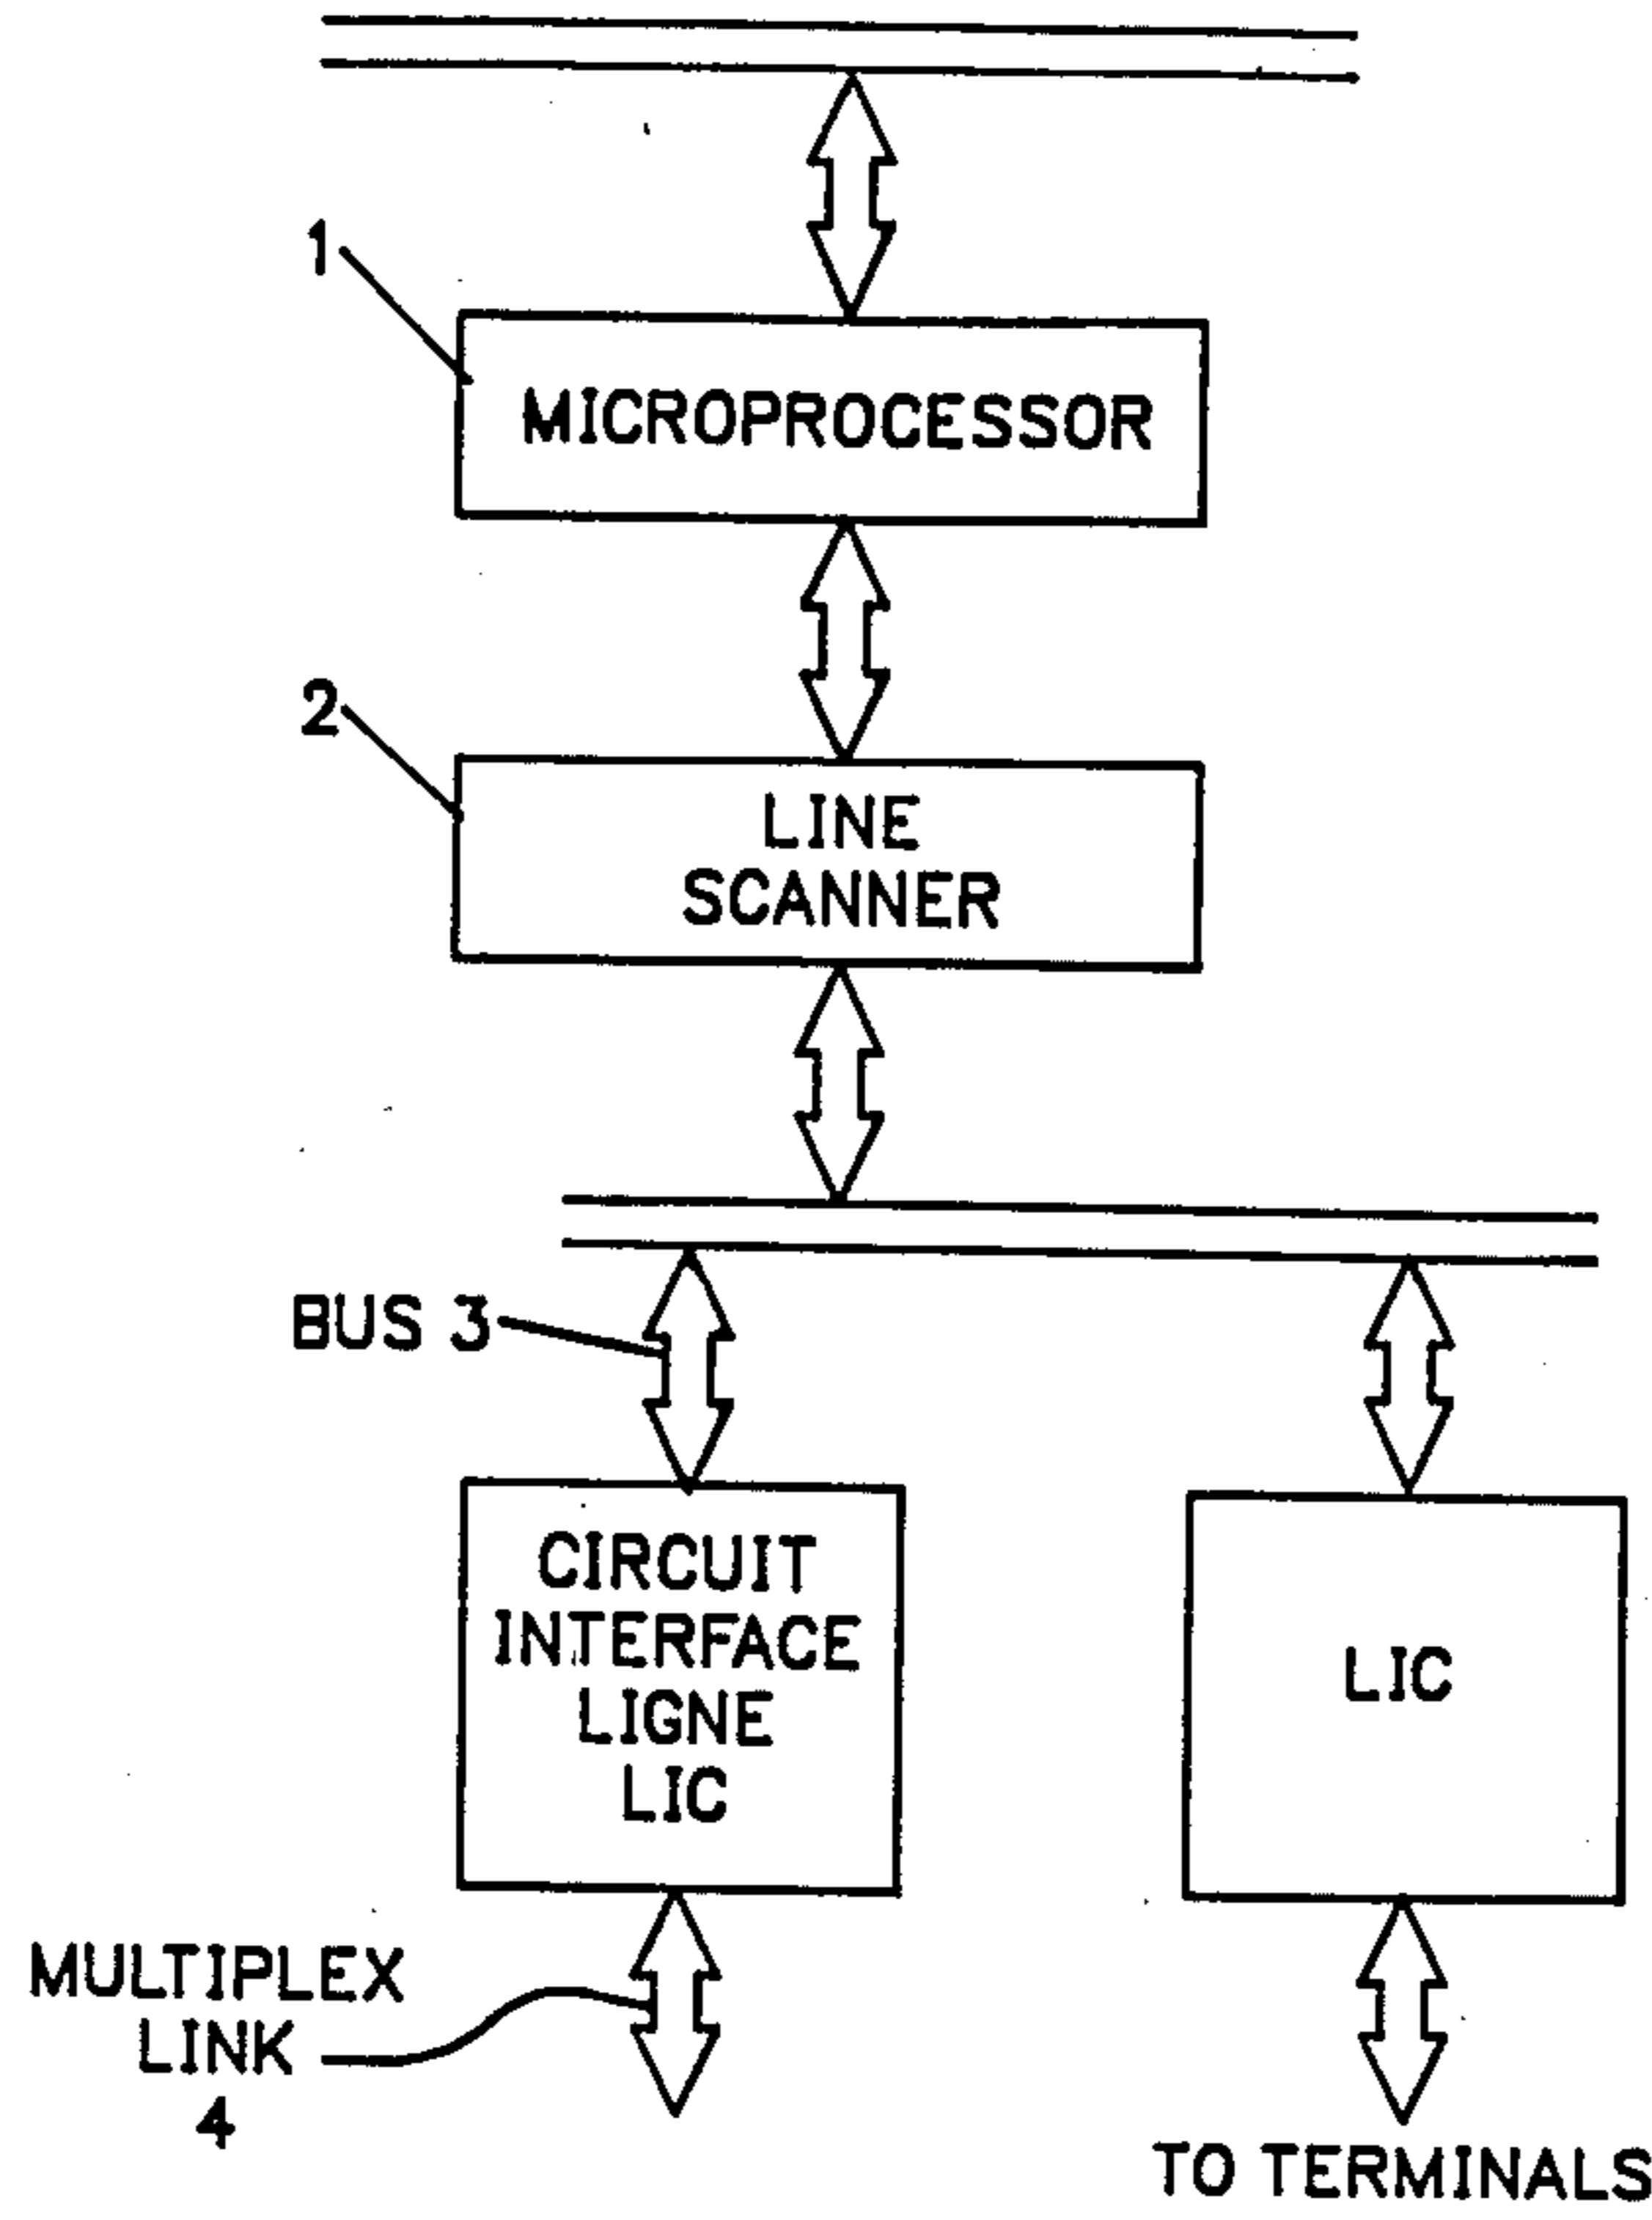 1
MICROPROCESSOR
2
LINE
SCANNER
BUS 3
CIRCUIT
INTERFACE
LIGNE
LIC
LIC
MULTIPLEX
LINK
4
TO TERMINALS